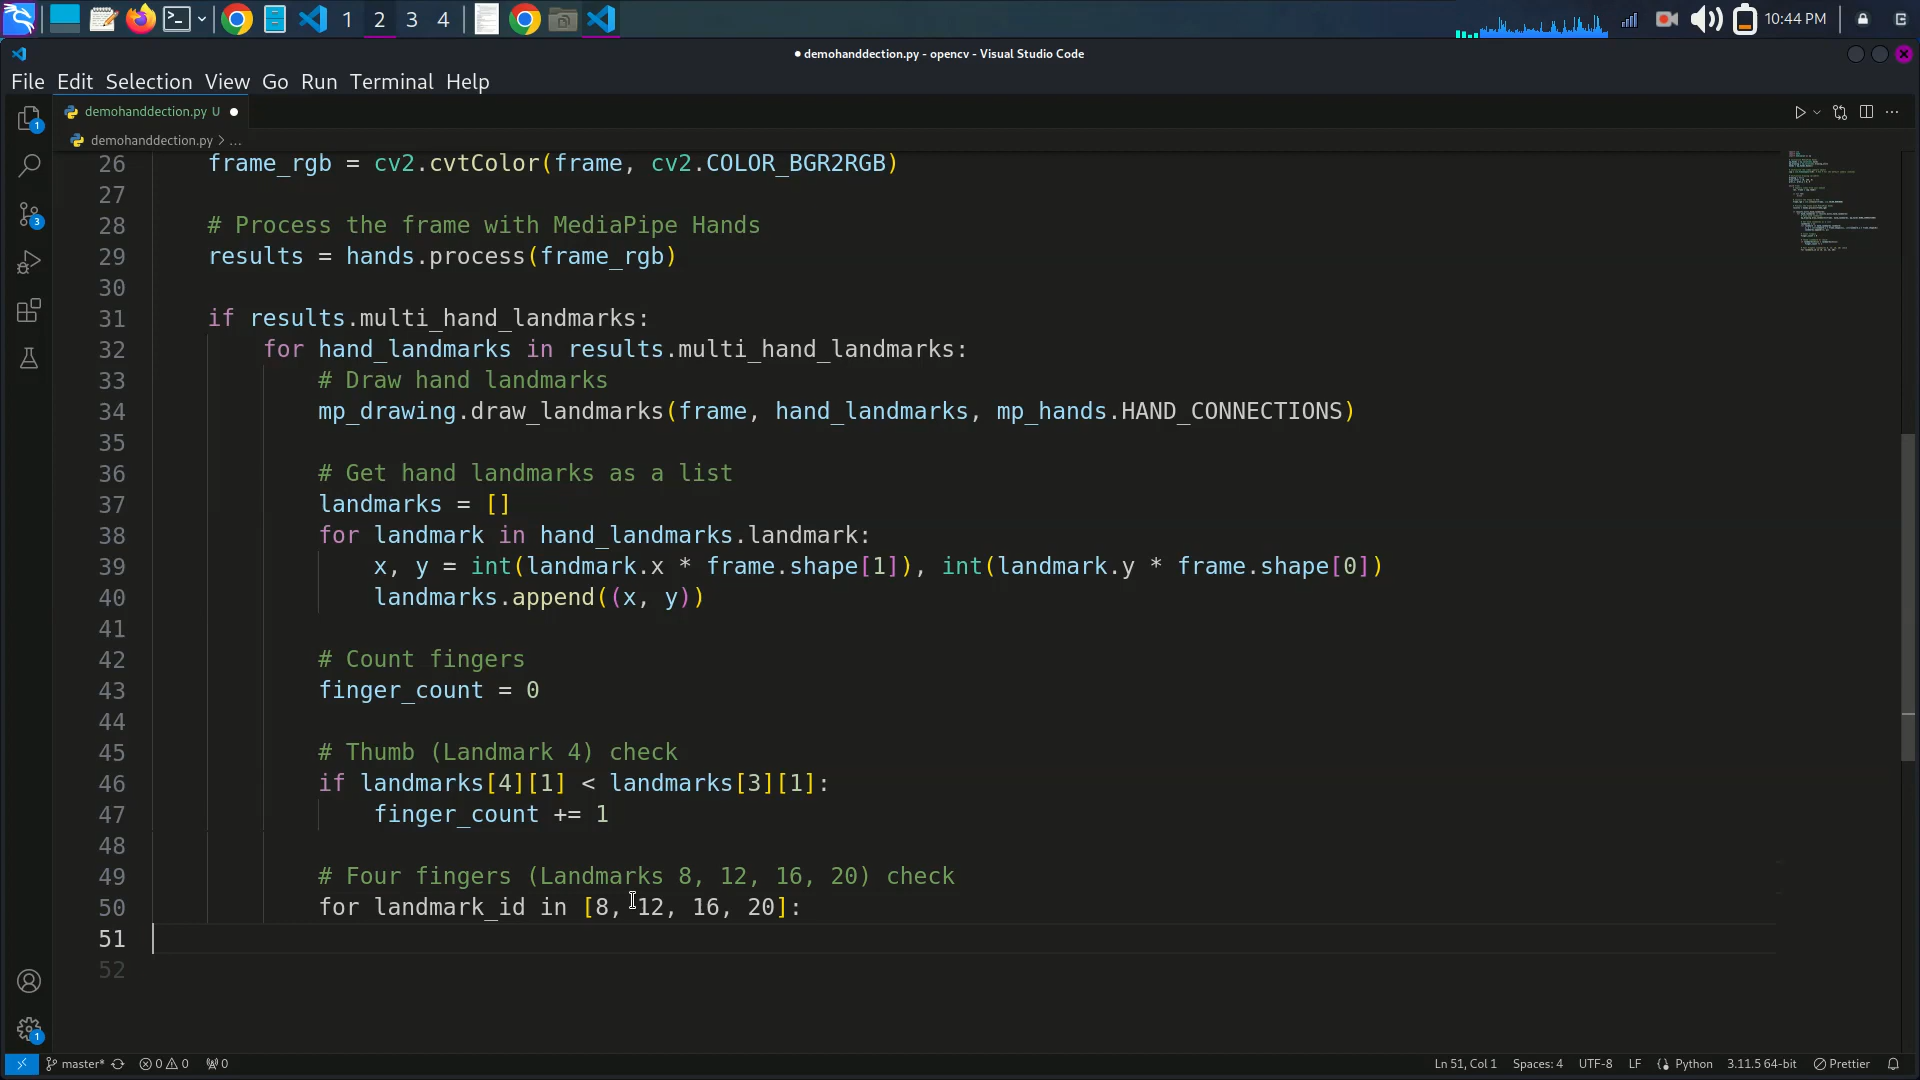 1 2 3 4 10:44 PM
● demohanddection.py - opencv - Visual Studio Code
File Edit Selection View Go Run Terminal Help
demohanddection.py U ●
demohanddection.py > ...
26 frame_rgb = cv2.cvtColor(frame, cv2.COLOR_BGR2RGB)
27
28 # Process the frame with MediaPipe Hands
29 results = hands.process(frame_rgb)
30
31 if results.multi_hand_landmarks:
32 for hand_landmarks in results.multi_hand_landmarks:
33 # Draw hand landmarks
34 mp_drawing.draw_landmarks(frame, hand_landmarks, mp_hands.HAND_CONNECTIONS)
35
36 # Get hand landmarks as a list
37 landmarks = []
38 for landmark in hand_landmarks.landmark:
39 x, y = int(landmark.x * frame.shape[1]), int(landmark.y * frame.shape[0])
40 landmarks.append((x, y))
41
42 # Count fingers
43 finger_count = 0
44
45 # Thumb (Landmark 4) check
46 if landmarks[4][1] < landmarks[3][1]:
47 finger_count += 1
48
49 # Four fingers (Landmarks 8, 12, 16, 20) check
50 for landmark_id in [8, 12, 16, 20]:
51
52
1
3
1
master* 0 0 0 Ln 51, Col 1 Spaces: 4 UTF-8 LF Python 3.11.5 64-bit Prettier